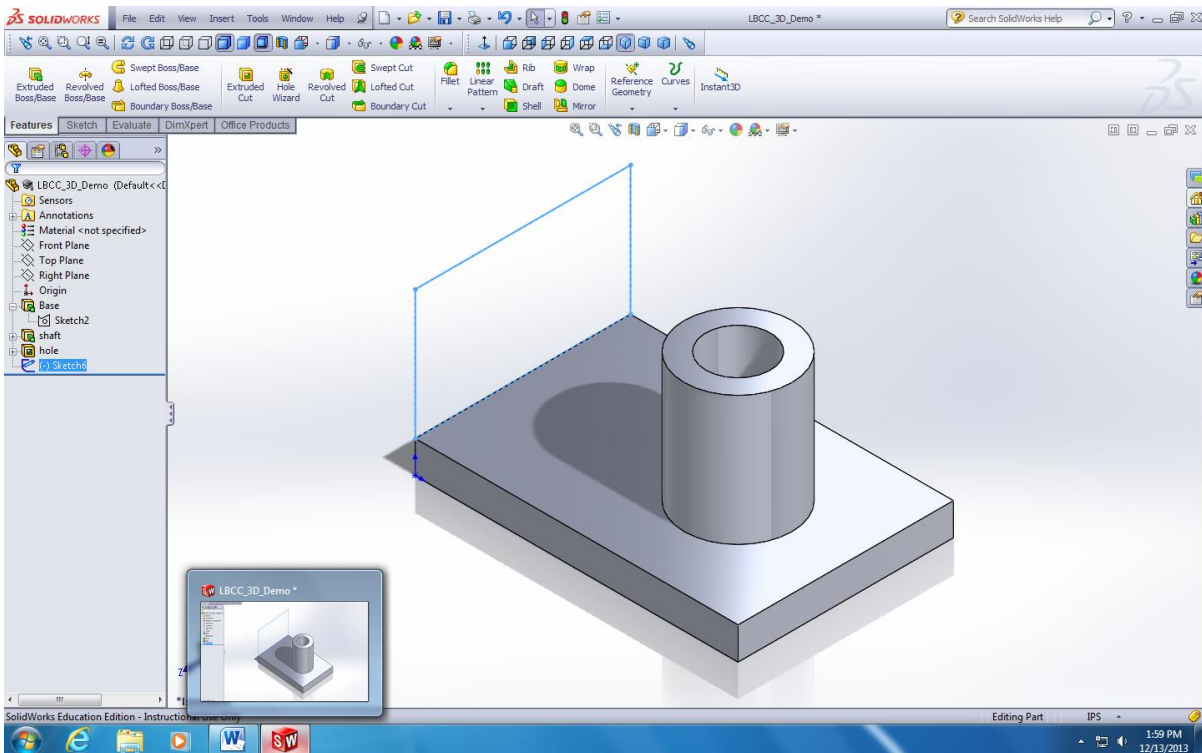 SOLIDWORKS File Edit View Insert Tools Window Help LBCC_3D_Demo * Search SolidWorks Help
Extruded Boss/Base
Revolved Boss/Base
Swept Boss/Base
Lofted Boss/Base
Boundary Boss/Base
Extruded Cut
Hole Wizard
Revolved Cut
Swept Cut
Lofted Cut
Boundary Cut
Fillet
Linear Pattern
Rib
Draft
Shell
Wrap
Dome
Mirror
Reference Geometry
Curves
Instant3D
Features Sketch Evaluate DimXpert Office Products
LBCC_3D_Demo (Default<<D
Sensors
Annotations
Material <not specified>
Front Plane
Top Plane
Right Plane
Origin
Base
Sketch2
shaft
hole
(-) Sketch6
LBCC_3D_Demo *
Z
SolidWorks Education Edition - Instructional Use Only Editing Part IPS
1:59 PM
12/13/2013